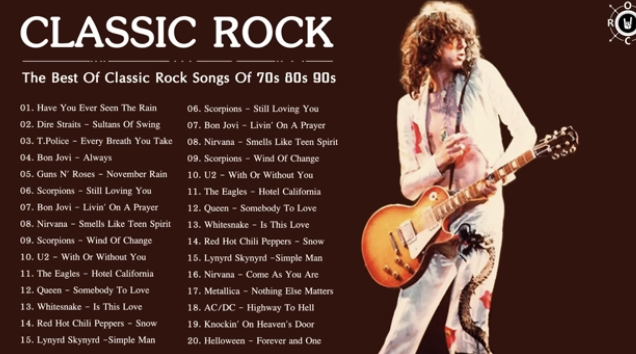 CLASSIC ROCK
The Best Of Classic Rock Songs Of 70s 80s 90s
01. Have You Ever Seen The Rain
02. Dire Straits - Sultans Of Swing
03. T.Police - Every Breath You Take
04. Bon Jovi - Always
05. Guns N' Roses - November Rain
06. Scorpions - Still Loving You
07. Bon Jovi - Livin' On A Prayer
08. Nirvana - Smells Like Teen Spirit
09. Scorpions - Wind Of Change
10. U2 - With Or Without You
11. The Eagles - Hotel California
12. Queen - Somebody To Love
13. Whitesnake - Is This Love
14. Red Hot Chili Peppers - Snow
15. Lynyrd Skynyrd -Simple Man
06. Scorpions - Still Loving You
07. Bon Jovi - Livin' On A Prayer
08. Nirvana - Smells Like Teen Spirit
09. Scorpions - Wind Of Change
10. U2 - With Or Without You
11. The Eagles - Hotel California
12. Queen - Somebody To Love
13. Whitesnake - Is This Love
14. Red Hot Chili Peppers - Snow
15. Lynyrd Skynyrd -Simple Man
16. Nirvana - Come As You Are
17. Metallica - Nothing Else Matters
18. AC/DC - Highway To Hell
19. Knockin' On Heaven's Door
20. Helloween - Forever and One
R O C